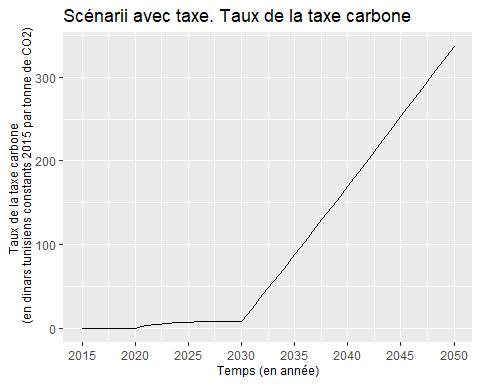 Scénarii avec taxe. Taux de la taxe carbone
Taux de la taxe carbone
(en dinars tunisiens constants 2015 par tonne de CO2)
300
200
100
0
2015 2020 2025 2030 2035 2040 2045 2050
Temps (en année)